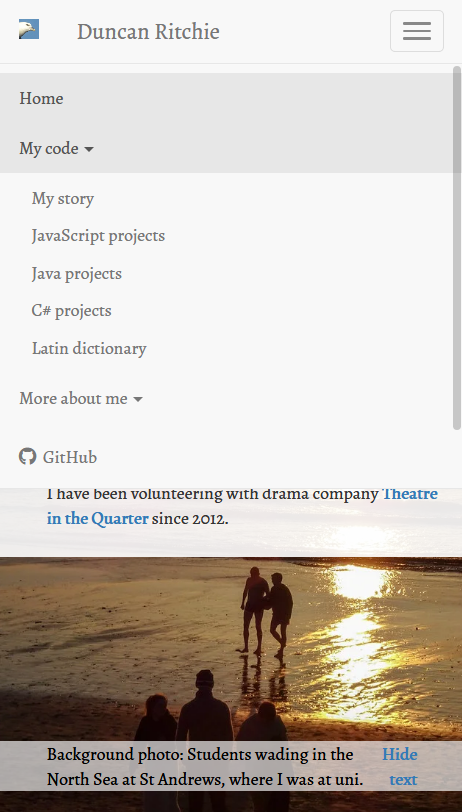 Duncan Ritchie
Home
My code
My story
JavaScript projects
Java projects
C# projects
Latin dictionary
More about me
GitHub
I have been volunteering with drama company Theatre
in the Quarter since 2012.
Background photo: Students wading in the
North Sea at St Andrews, where I was at uni.
Hide
text